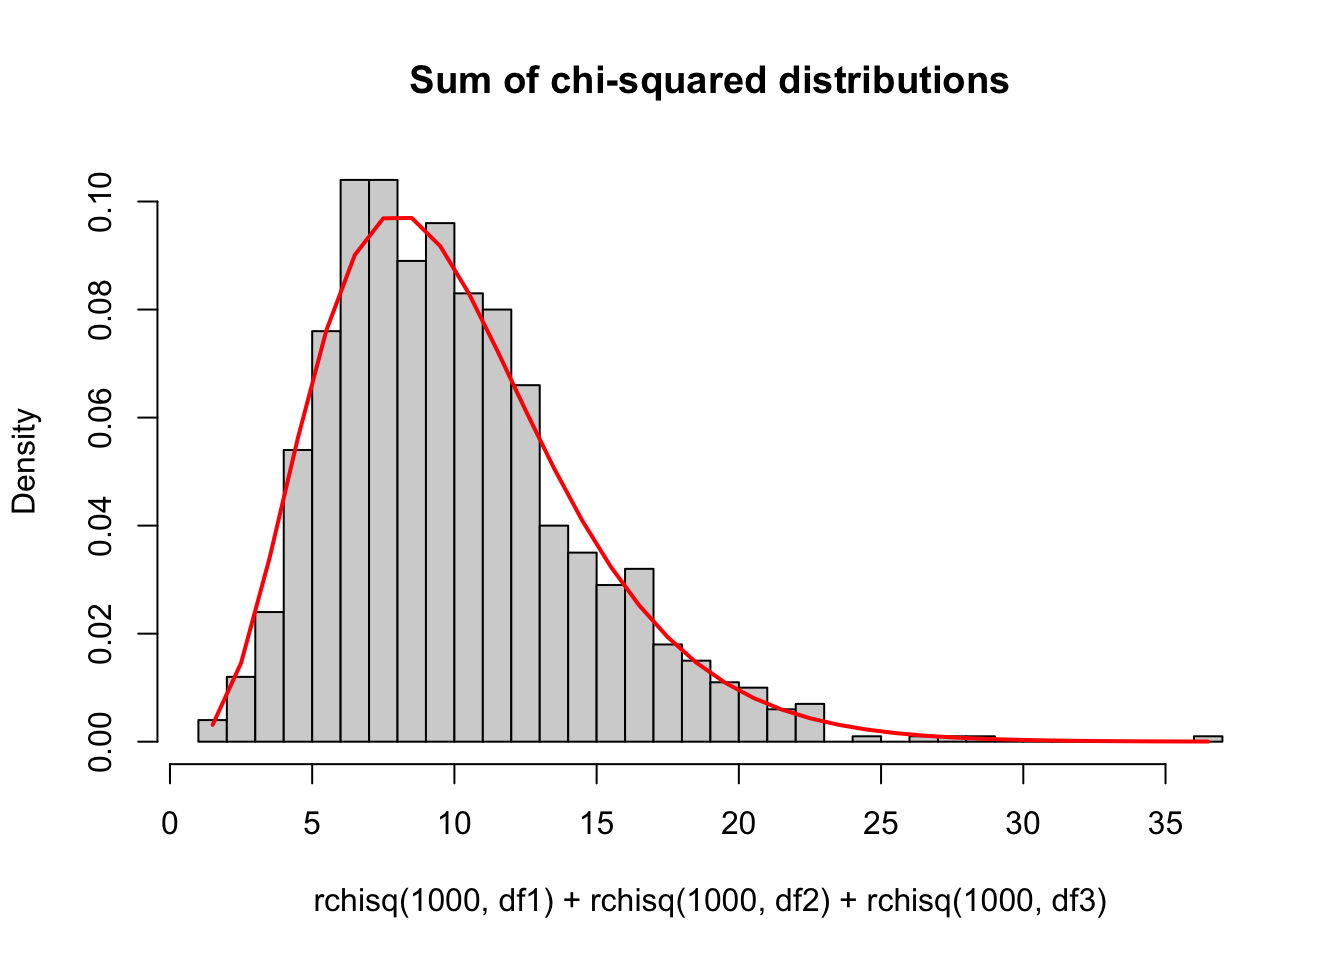 Sum of chi-squared distributions
Density
0.10
0.08
0.06
0.04
0.02
0.00
0 5 10 15 20 25 30 35
rchisq(1000, df1) + rchisq(1000, df2) + rchisq(1000, df3)